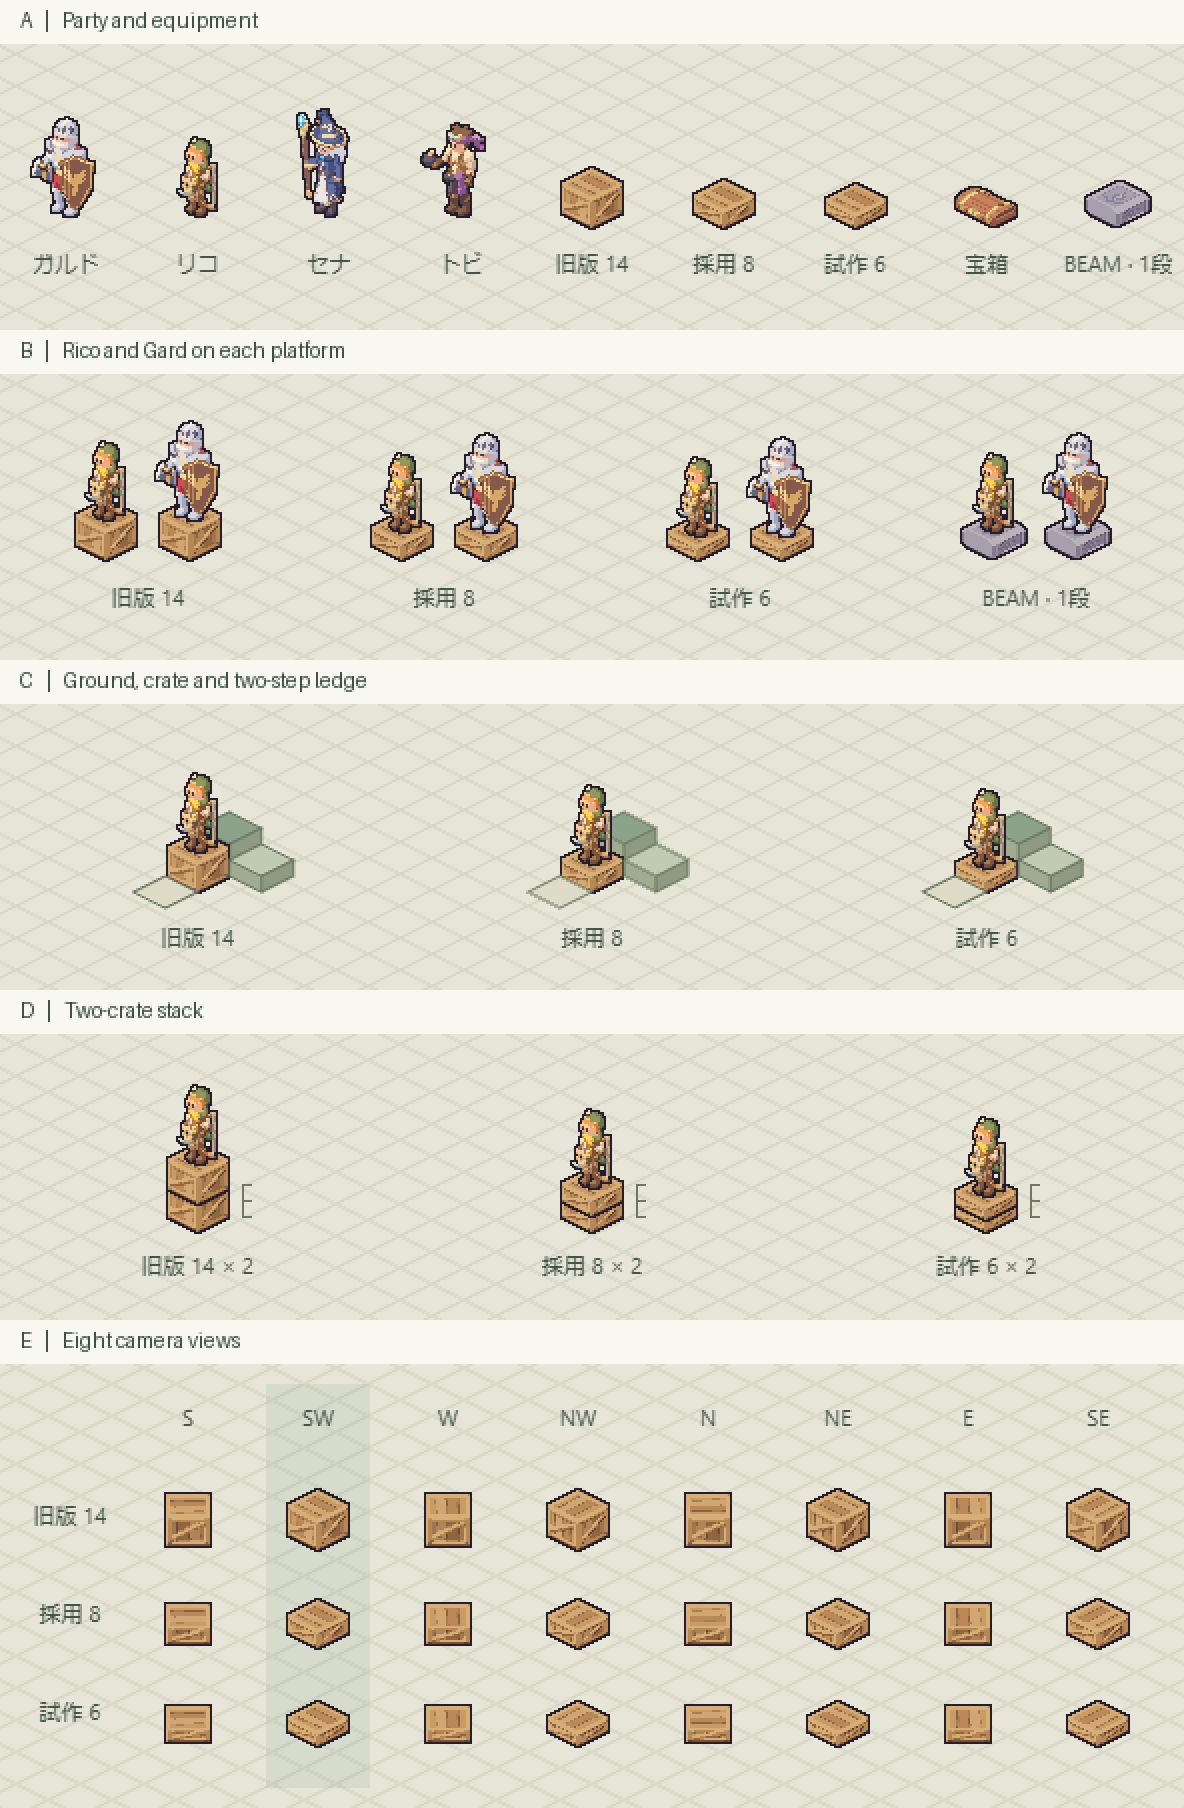 A | Party and equipment
ガルド リコ セナ トビ 旧版 14 採用 8 試作 6 宝箱 BEAM · 1段
B | Rico and Gard on each platform
旧版 14 採用 8 試作 6 BEAM · 1段
C | Ground, crate and two-step ledge
旧版 14 採用 8 試作 6
D | Two-crate stack
旧版 14 × 2 採用 8 × 2 試作 6 × 2
E | Eight camera views
S SW W NW N NE E SE
旧版 14
採用 8
試作 6